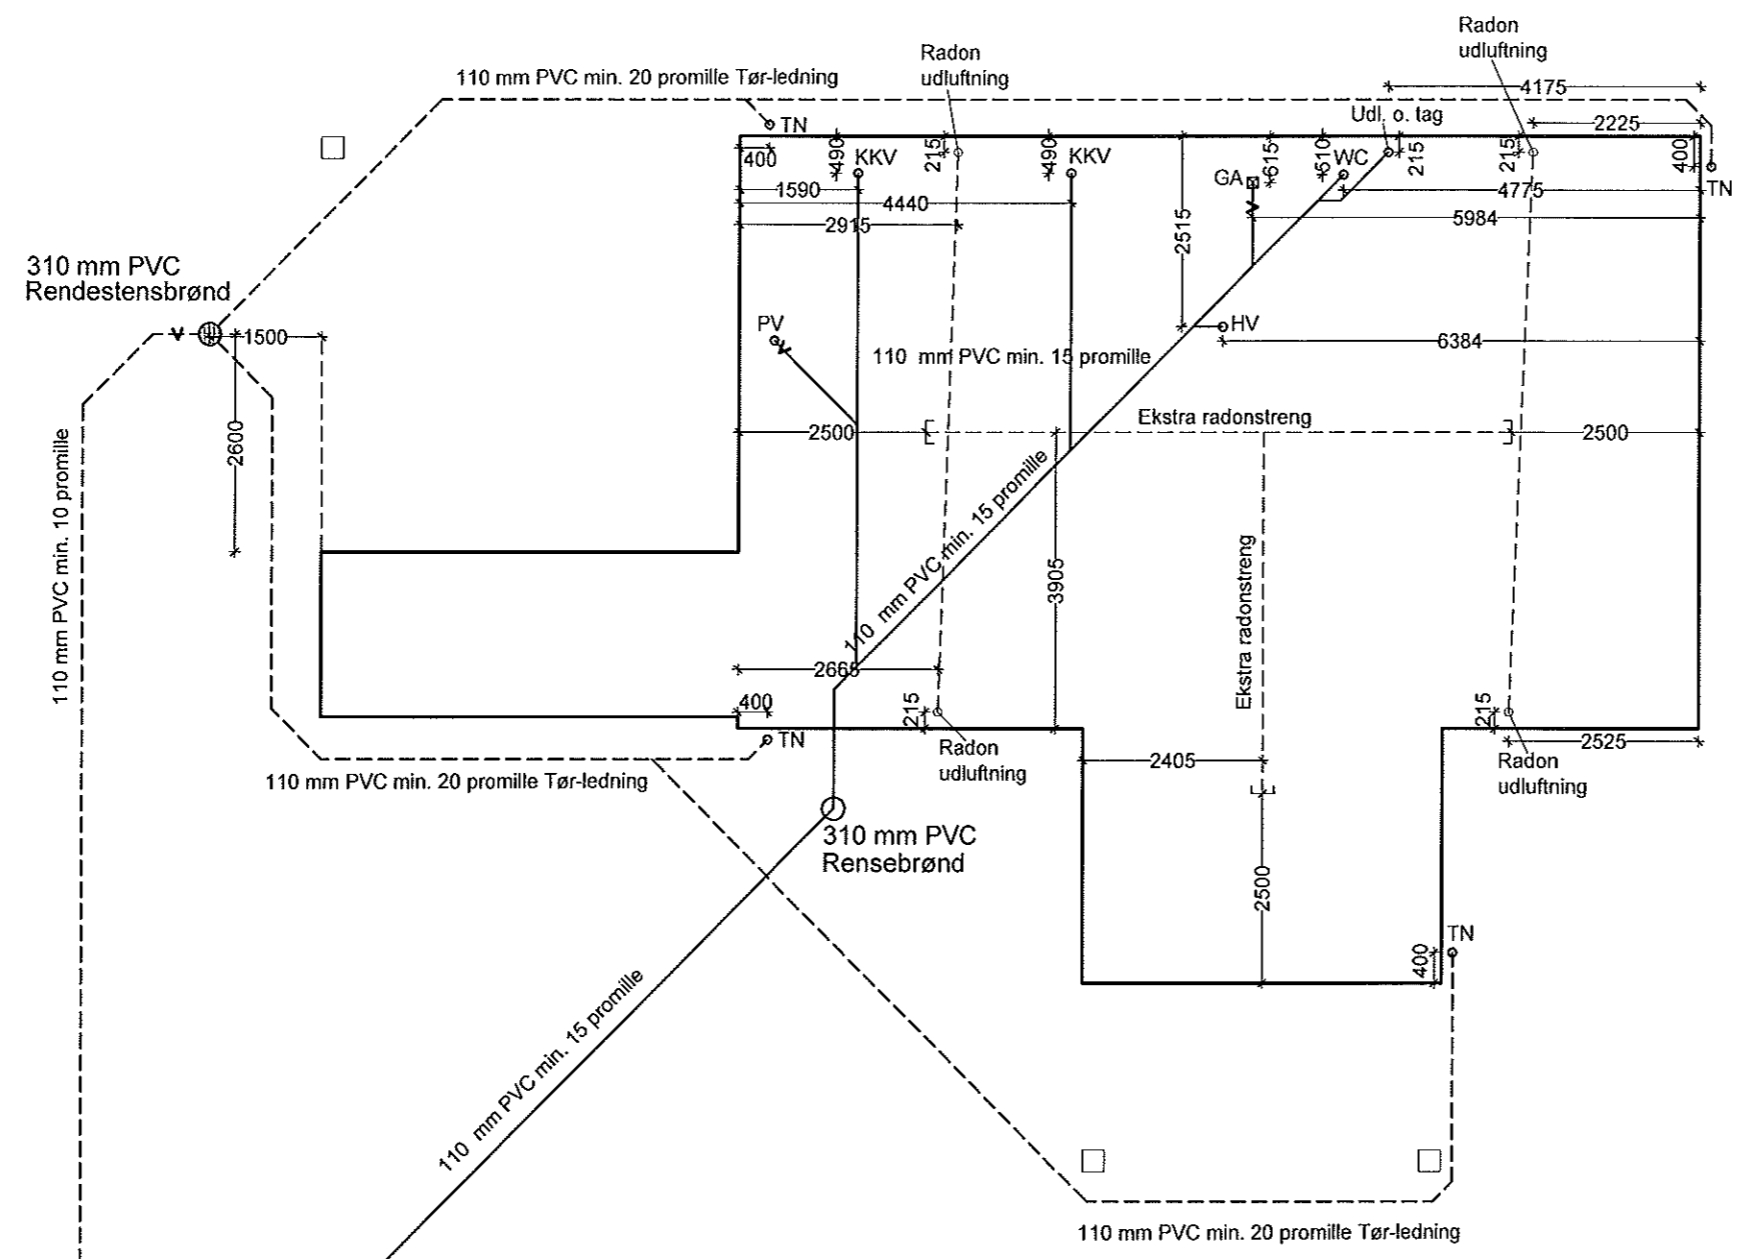 Radon
udluftning
Radon
udluftning
110 mm PVC min. 20 promille Tør-ledning
4175
Udl. o. tag
2225
TN
400
490
KKV
215
490
KKV
GA
615
510
WC
215
215
400
TN
1590
4440
2915
4775
5984
2515
310 mm PVC
Rendestensbrønd
1500
PV
HV
6384
110 mm PVC min. 15 promille
2600
2500
Ekstra radonstreng
2500
110 mm PVC min. 10 promille
110 mm PVC min. 15 promille
3905
Ekstra radonstreng
2665
400
215
215
TN
Radon
udluftning
2525
Radon
udluftning
2405
110 mm PVC min. 20 promille Tør-ledning
310 mm PVC
Rensebrønd
2500
TN
400
110 mm PVC min. 15 promille
110 mm PVC min. 20 promille Tør-ledning